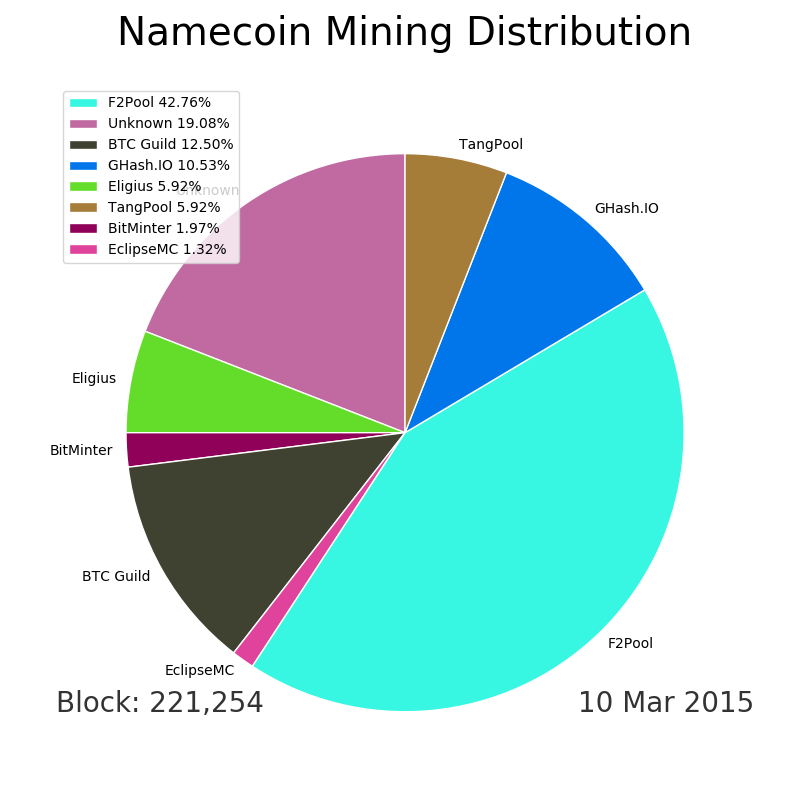 Namecoin Mining Distribution
F2Pool 42.76%
Unknown 19.08%
BTC Guild 12.50%
GHash.IO 10.53%
Eligius 5.92%
TangPool 5.92%
BitMinter 1.97%
EclipseMC 1.32%
Unknown
TangPool
GHash.IO
Eligius
BitMinter
BTC Guild
F2Pool
EclipseMC
Block: 221,254
10 Mar 2015